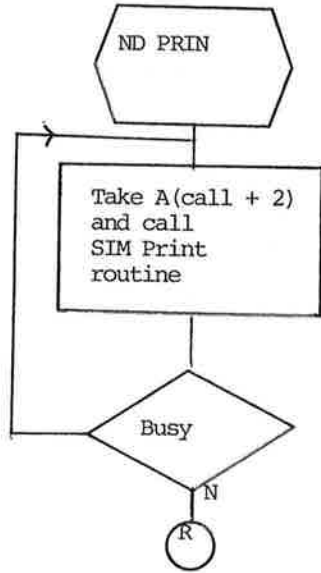 ND PRIN
Take A(call + 2)
and call
SIM Print
routine
Busy
N
R